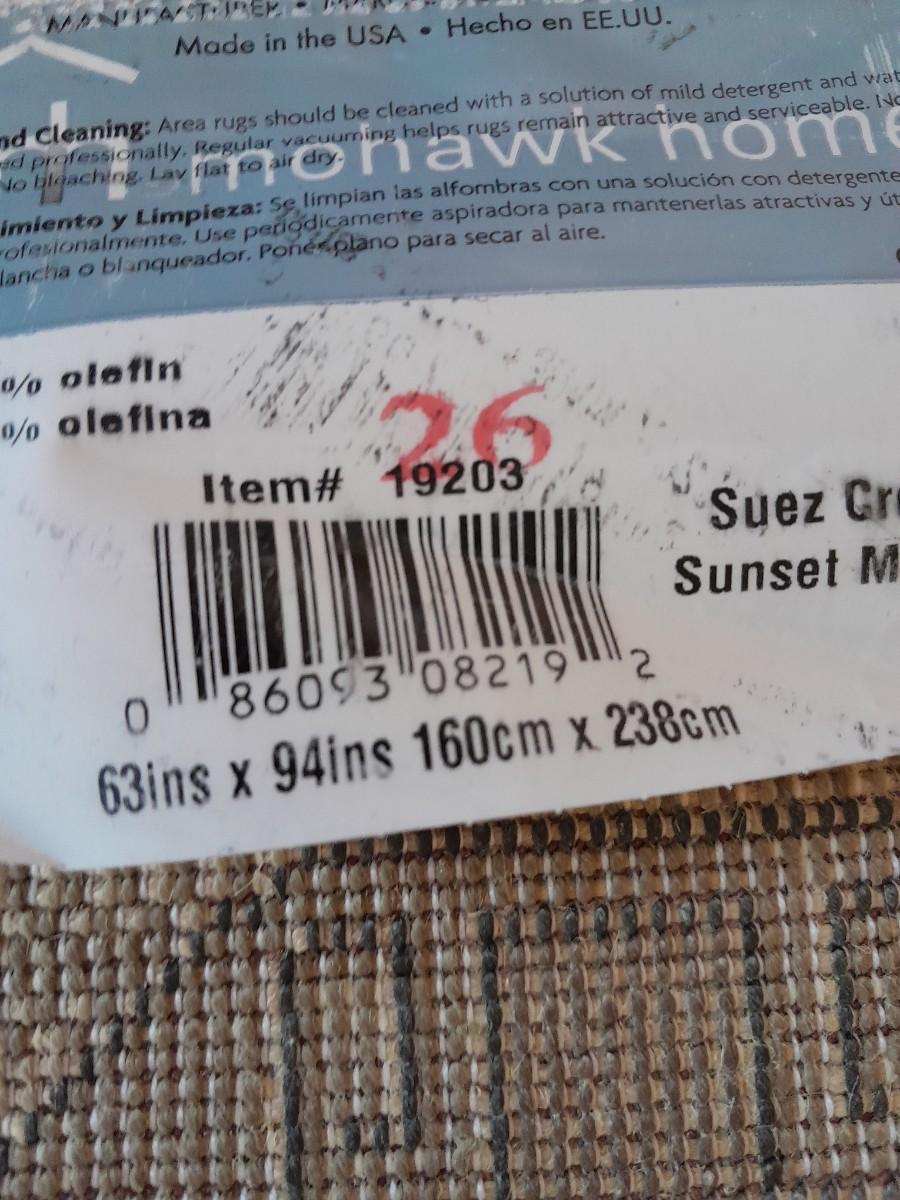 MANUFACTURER •
Made in the USA • Hecho en EE.UU.
nd Cleaning: Area rugs should be cleaned with a solution of mild detergent and wat
ed professionally. Regular vacuuming helps rugs remain attractive and serviceable. No
No bleaching. Lay flat to air dry.
mohawk home
imiento y Limpieza: Se limpian las alfombras con una solución con detergente
rofesionalmente. Use periódicamente aspiradora para mantenerlas atractivas y út
lancha o blanqueador. Poner plano para secar al aire.
% olefin
% olefina
26
Item# 19203
Suez Gr
Sunset M
0 86093 08219 2
63ins x 94ins 160cm x 238cm